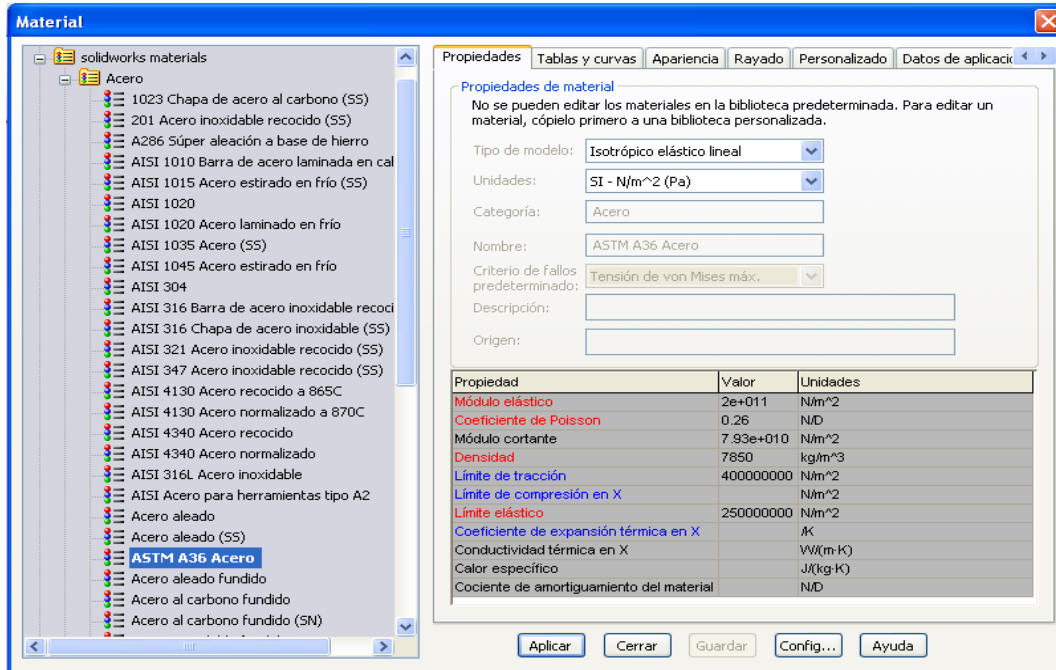 Material
solidworks materials
Acero
1023 Chapa de acero al carbono (SS)
201 Acero inoxidable recocido (SS)
A286 Súper aleación a base de hierro
AISI 1010 Barra de acero laminada en cal
AISI 1015 Acero estirado en frío (SS)
AISI 1020
AISI 1020 Acero laminado en frío
AISI 1035 Acero (SS)
AISI 1045 Acero estirado en frío
AISI 304
AISI 316 Barra de acero inoxidable recoci
AISI 316 Chapa de acero inoxidable (SS)
AISI 321 Acero inoxidable recocido (SS)
AISI 347 Acero inoxidable recocido (SS)
AISI 4130 Acero recocido a 865C
AISI 4130 Acero normalizado a 870C
AISI 4340 Acero recocido
AISI 4340 Acero normalizado
AISI 316L Acero inoxidable
AISI Acero para herramientas tipo A2
Acero aleado
Acero aleado (SS)
ASTM A36 Acero
Acero aleado fundido
Acero al carbono fundido
Acero al carbono fundido (SN)
Propiedades Tablas y curvas Apariencia Rayado Personalizado Datos de aplicació
Propiedades de material
No se pueden editar los materiales en la biblioteca predeterminada. Para editar un
material, cópielo primero a una biblioteca personalizada.
Tipo de modelo: Isotrópico elástico lineal
Unidades: SI - N/m^2 (Pa)
Categoría: Acero
Nombre: ASTM A36 Acero
Criterio de fallos
predeterminado: Tensión de von Mises máx.
Descripción:
Origen:
Propiedad Valor Unidades
Módulo elástico 2e+011 N/m^2
Coeficiente de Poisson 0.26 N/D
Módulo cortante 7.93e+010 N/m^2
Densidad 7850 kg/m^3
Límite de tracción 400000000 N/m^2
Límite de compresión en X N/m^2
Límite elástico 250000000 N/m^2
Coeficiente de expansión térmica en X /K
Conductividad térmica en X W/(m·K)
Calor específico J/(kg·K)
Cociente de amortiguamiento del material N/D
Aplicar Cerrar Guardar Config... Ayuda